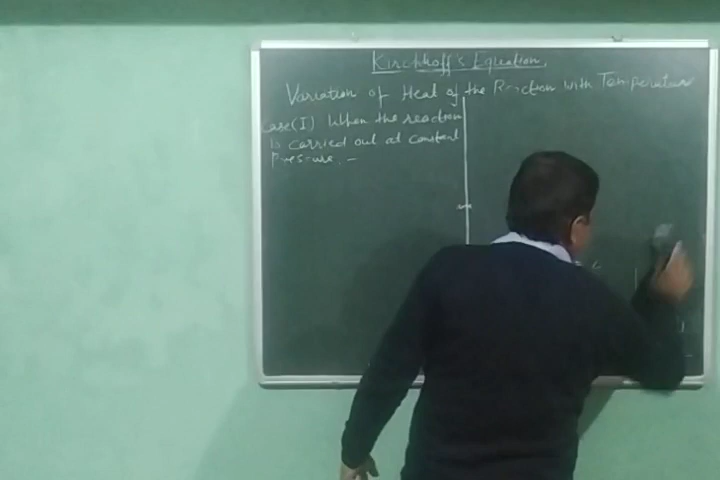 Kirchhoff's Equation.
Variation of Heat of the Reaction with Temperature
Case (I) When the reaction
is carried out at constant
Pressure. -